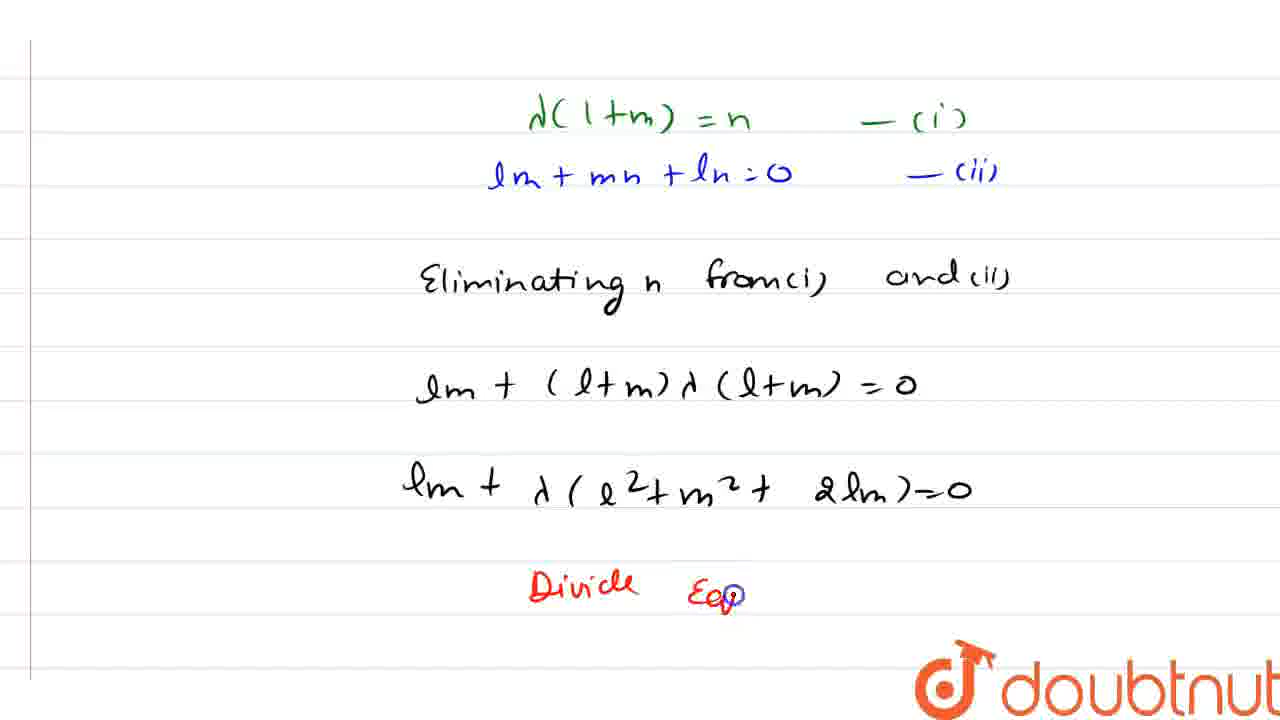 λ(l+m) = n — (i)
lm + mn + ln = 0 — (ii)
Eliminating n from (i) and (ii)
lm + (l+m) λ (l+m) = 0
lm + λ(l²+m²+ 2lm) = 0
Divide Eq
doubtnut